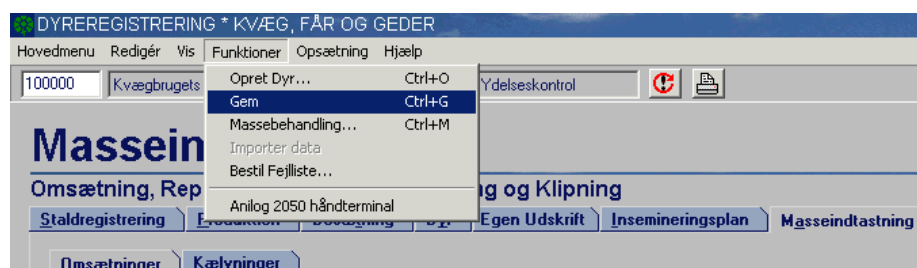 DYREREGISTRERING * KVÆG, FÅR OG GEDER
Hovedmenu Redigér Vis Funktioner Opsætning Hjælp
100000 Kvægbrugets Ydelseskontrol
Opret Dyr... Ctrl+O
Gem Ctrl+G
Massebehandling... Ctrl+M
Importer data
Bestil Fejlliste...
Anilog 2050 håndterminal
Massein
Omsætning, Rep ng og Klipning
Staldregistrering Egen Udskrift Insemineringsplan Masseindtastning
Omsætninger Kælvninger